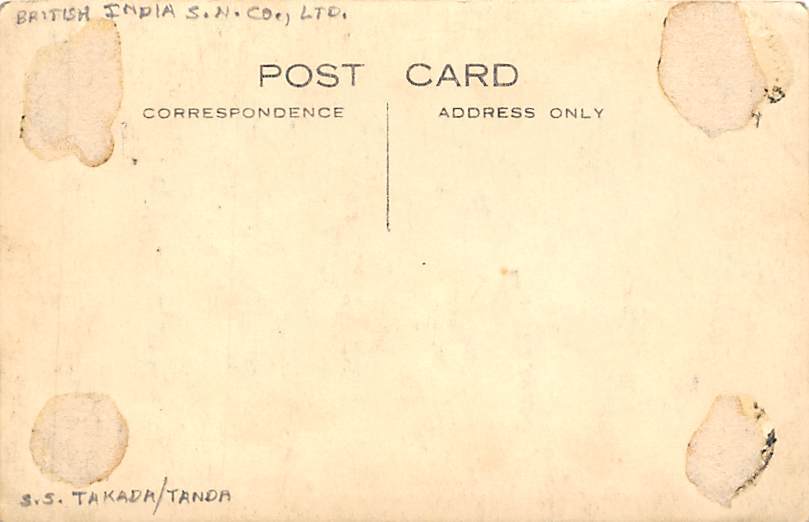 BRITISH INDIA S.N. CO., LTD.
POST CARD
CORRESPONDENCE
ADDRESS ONLY
S.S. TAKADA/TANDA